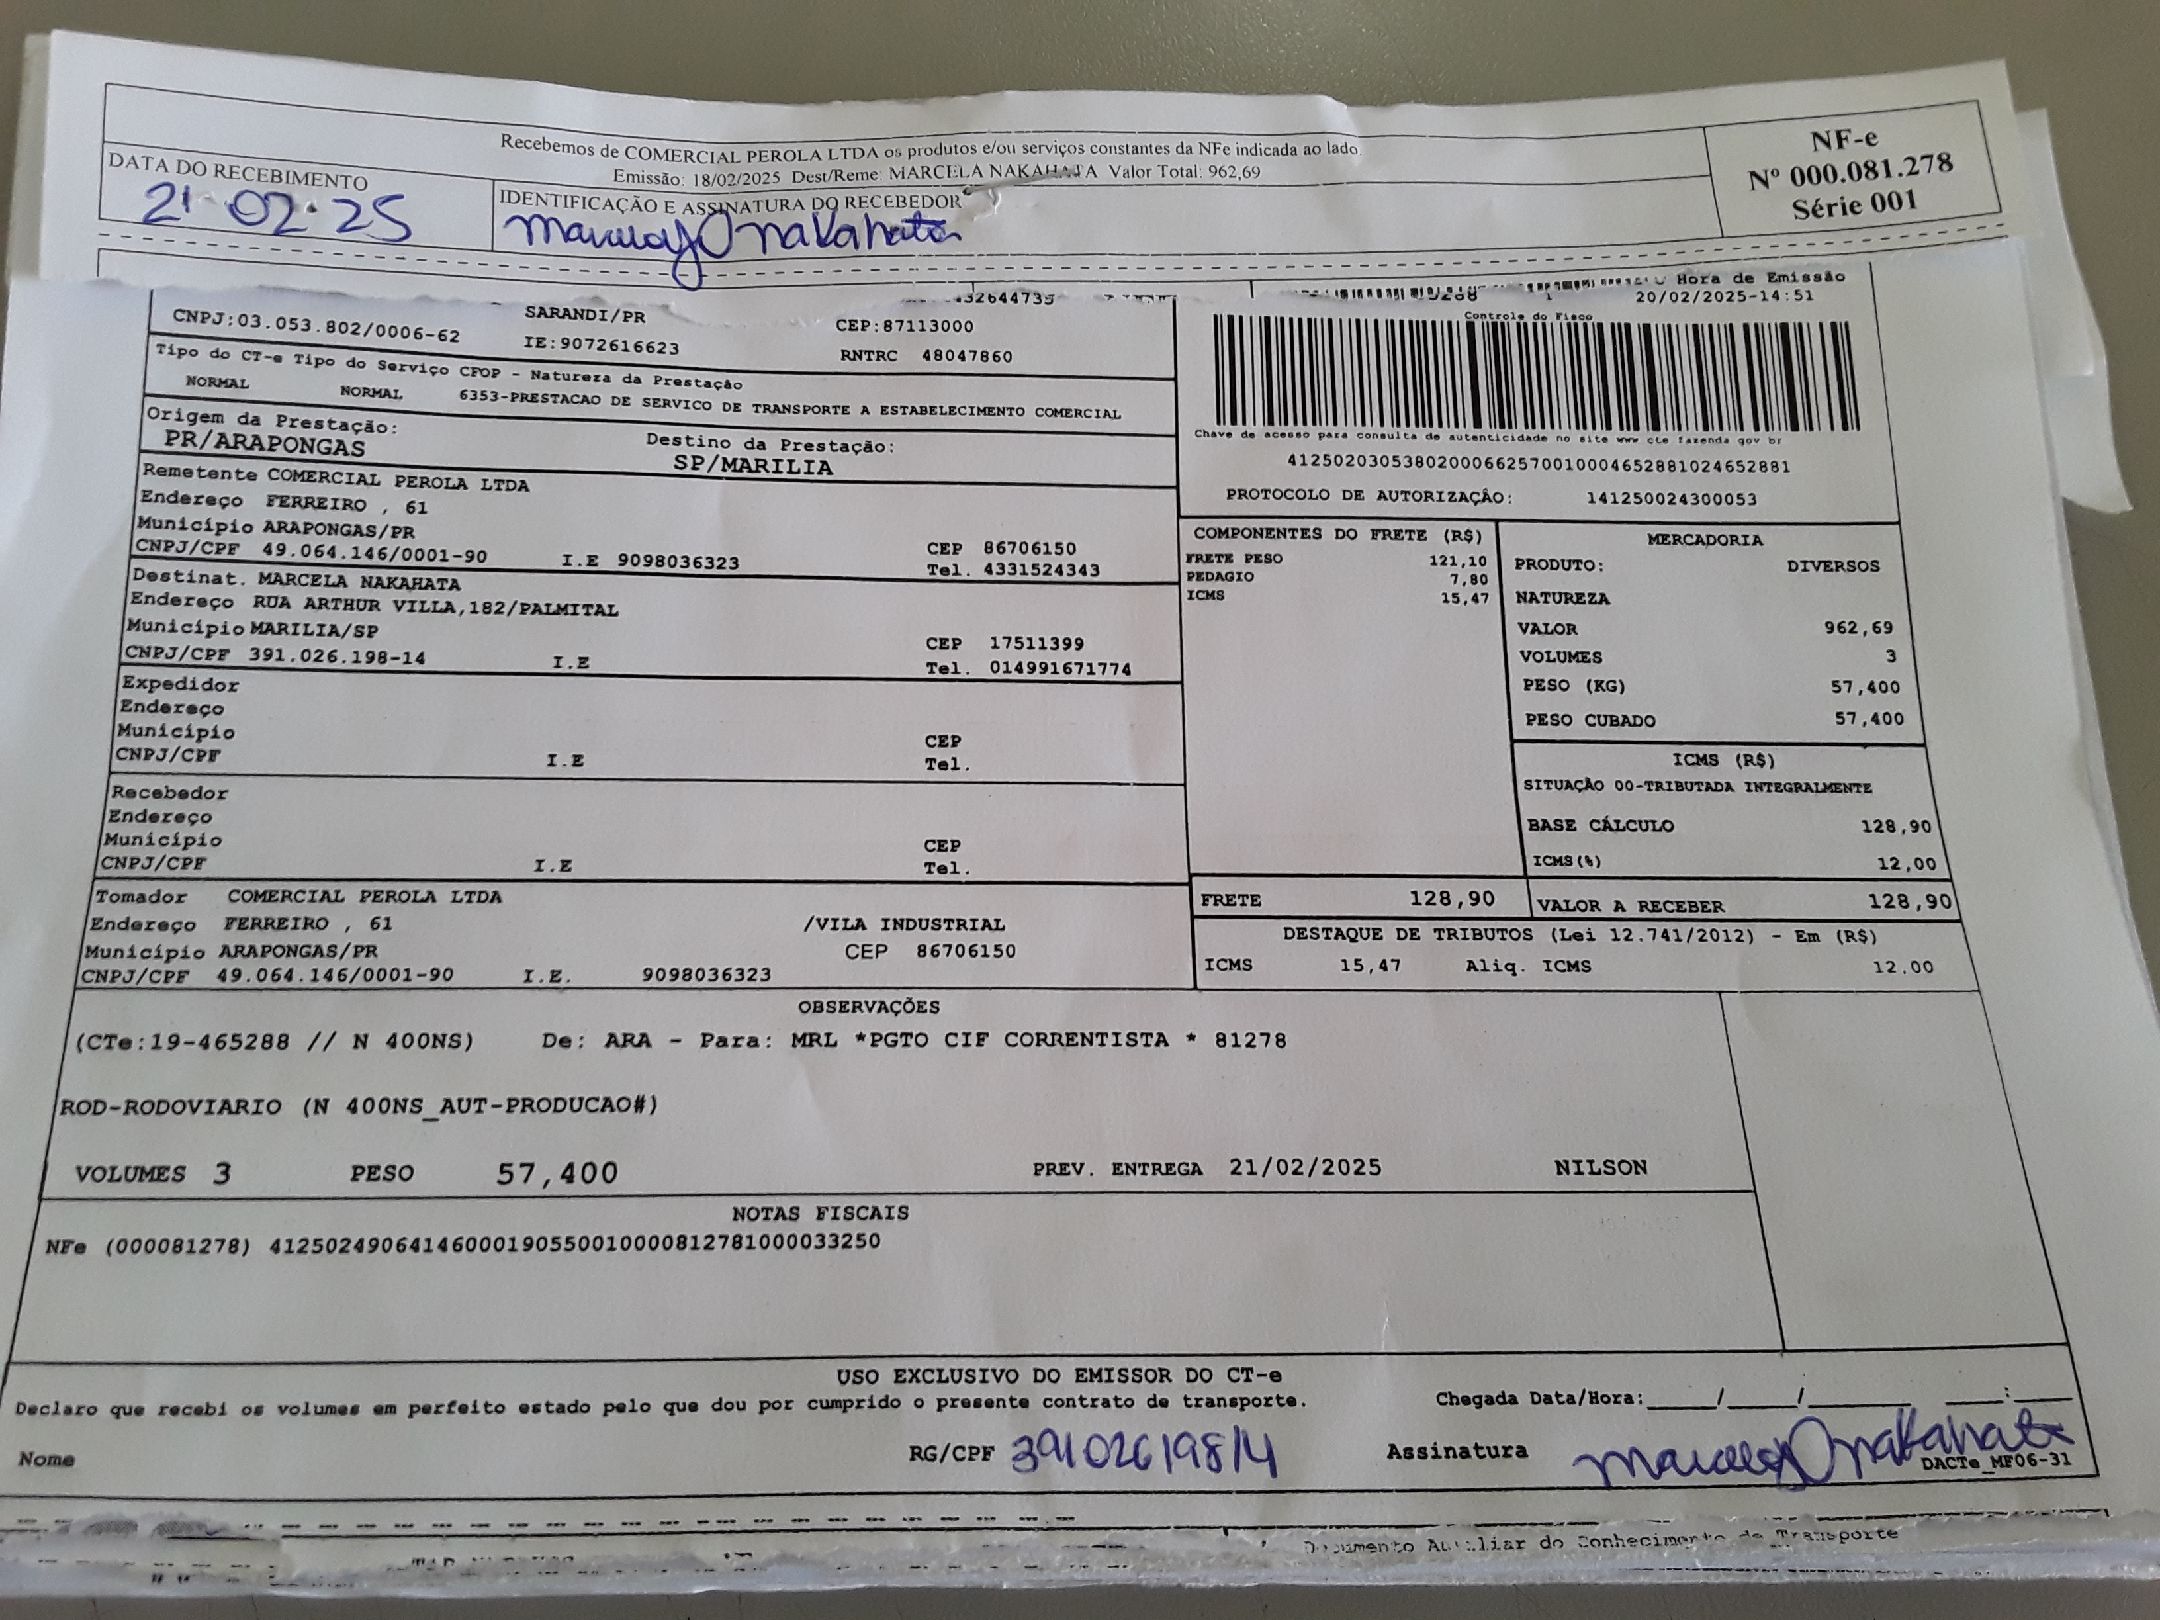 Recebemos de COMERCIAL PEROLA LTDA os produtos e/ou serviços constantes da NFe indicada ao lado.
Emissão: 18/02/2025 Dest/Reme: MARCELA NAKAHATA Valor Total: 962,69
NF-e
Nº 000.081.278
Série 001
DATA DO RECEBIMENTO
21 02 25
IDENTIFICAÇÃO E ASSINATURA DO RECEBEDOR
Nakahata
Hora de Emissão
20/02/2025-14:51
CNPJ:03.053.802/0006-62
SARANDI/PR
IE:9072616623
CEP:87113000
RNTRC 48047860
Controle do Fisco
Tipo do CT-e Tipo do Serviço CFOP - Natureza da Prestação
NORMAL NORMAL 6353-PRESTACAO DE SERVICO DE TRANSPORTE A ESTABELECIMENTO COMERCIAL
Origem da Prestação: Destino da Prestação:
PR/ARAPONGAS SP/MARILIA
Chave de acesso para consulta de autenticidade no site www cte fazenda gov br
41250203053802000662570010004652881024652881
PROTOCOLO DE AUTORIZAÇÂO: 141250024300053
Remetente COMERCIAL PEROLA LTDA
Endereço FERREIRO , 61
Município ARAPONGAS/PR CEP 86706150
CNPJ/CPF 49.064.146/0001-90 I.E 9098036323 Tel. 4331524343
Destinat. MARCELA NAKAHATA
Endereço RUA ARTHUR VILLA,182/PALMITAL
Município MARILIA/SP CEP 17511399
CNPJ/CPF 391.026.198-14 I.E Tel. 014991671774
Expedidor
Endereço
Município CEP
CNPJ/CPF I.E Tel.
Recebedor
Endereço
Município CEP
CNPJ/CPF I.E Tel.
Tomador COMERCIAL PEROLA LTDA
Endereço FERREIRO , 61 /VILA INDUSTRIAL
Município ARAPONGAS/PR CEP 86706150
CNPJ/CPF 49.064.146/0001-90 I.E. 9098036323
COMPONENTES DO FRETE (R$)
FRETE PESO 121,10
PEDAGIO 7,80
ICMS 15,47
MERCADORIA
PRODUTO: DIVERSOS
NATUREZA
VALOR 962,69
VOLUMES 3
PESO (KG) 57,400
PESO CUBADO 57,400
ICMS (R$)
SITUAÇÂO 00-TRIBUTADA INTEGRALMENTE
BASE CÁLCULO 128,90
ICMS(%) 12,00
FRETE 128,90 VALOR A RECEBER 128,90
DESTAQUE DE TRIBUTOS (Lei 12.741/2012) - Em (R$)
ICMS 15,47 Aliq. ICMS 12.00
OBSERVAÇÕES
(CTe:19-465288 // N 400NS) De: ARA - Para: MRL *PGTO CIF CORRENTISTA * 81278
ROD-RODOVIARIO (N 400NS_AUT-PRODUCAO#)
VOLUMES 3 PESO 57,400 PREV. ENTREGA 21/02/2025 NILSON
NOTAS FISCAIS
NFe (000081278) 41250249064146000190550010000812781000033250
USO EXCLUSIVO DO EMISSOR DO CT-e
Declaro que recebi os volumes em perfeito estado pelo que dou por cumprido o presente contrato de transporte. Chegada Data/Hora:____/____/______ ____:____
Nome RG/CPF 39102619814 Assinatura Nakahata
DACTe_MF06-31
Documento Auxiliar do Conhecimento de Transporte